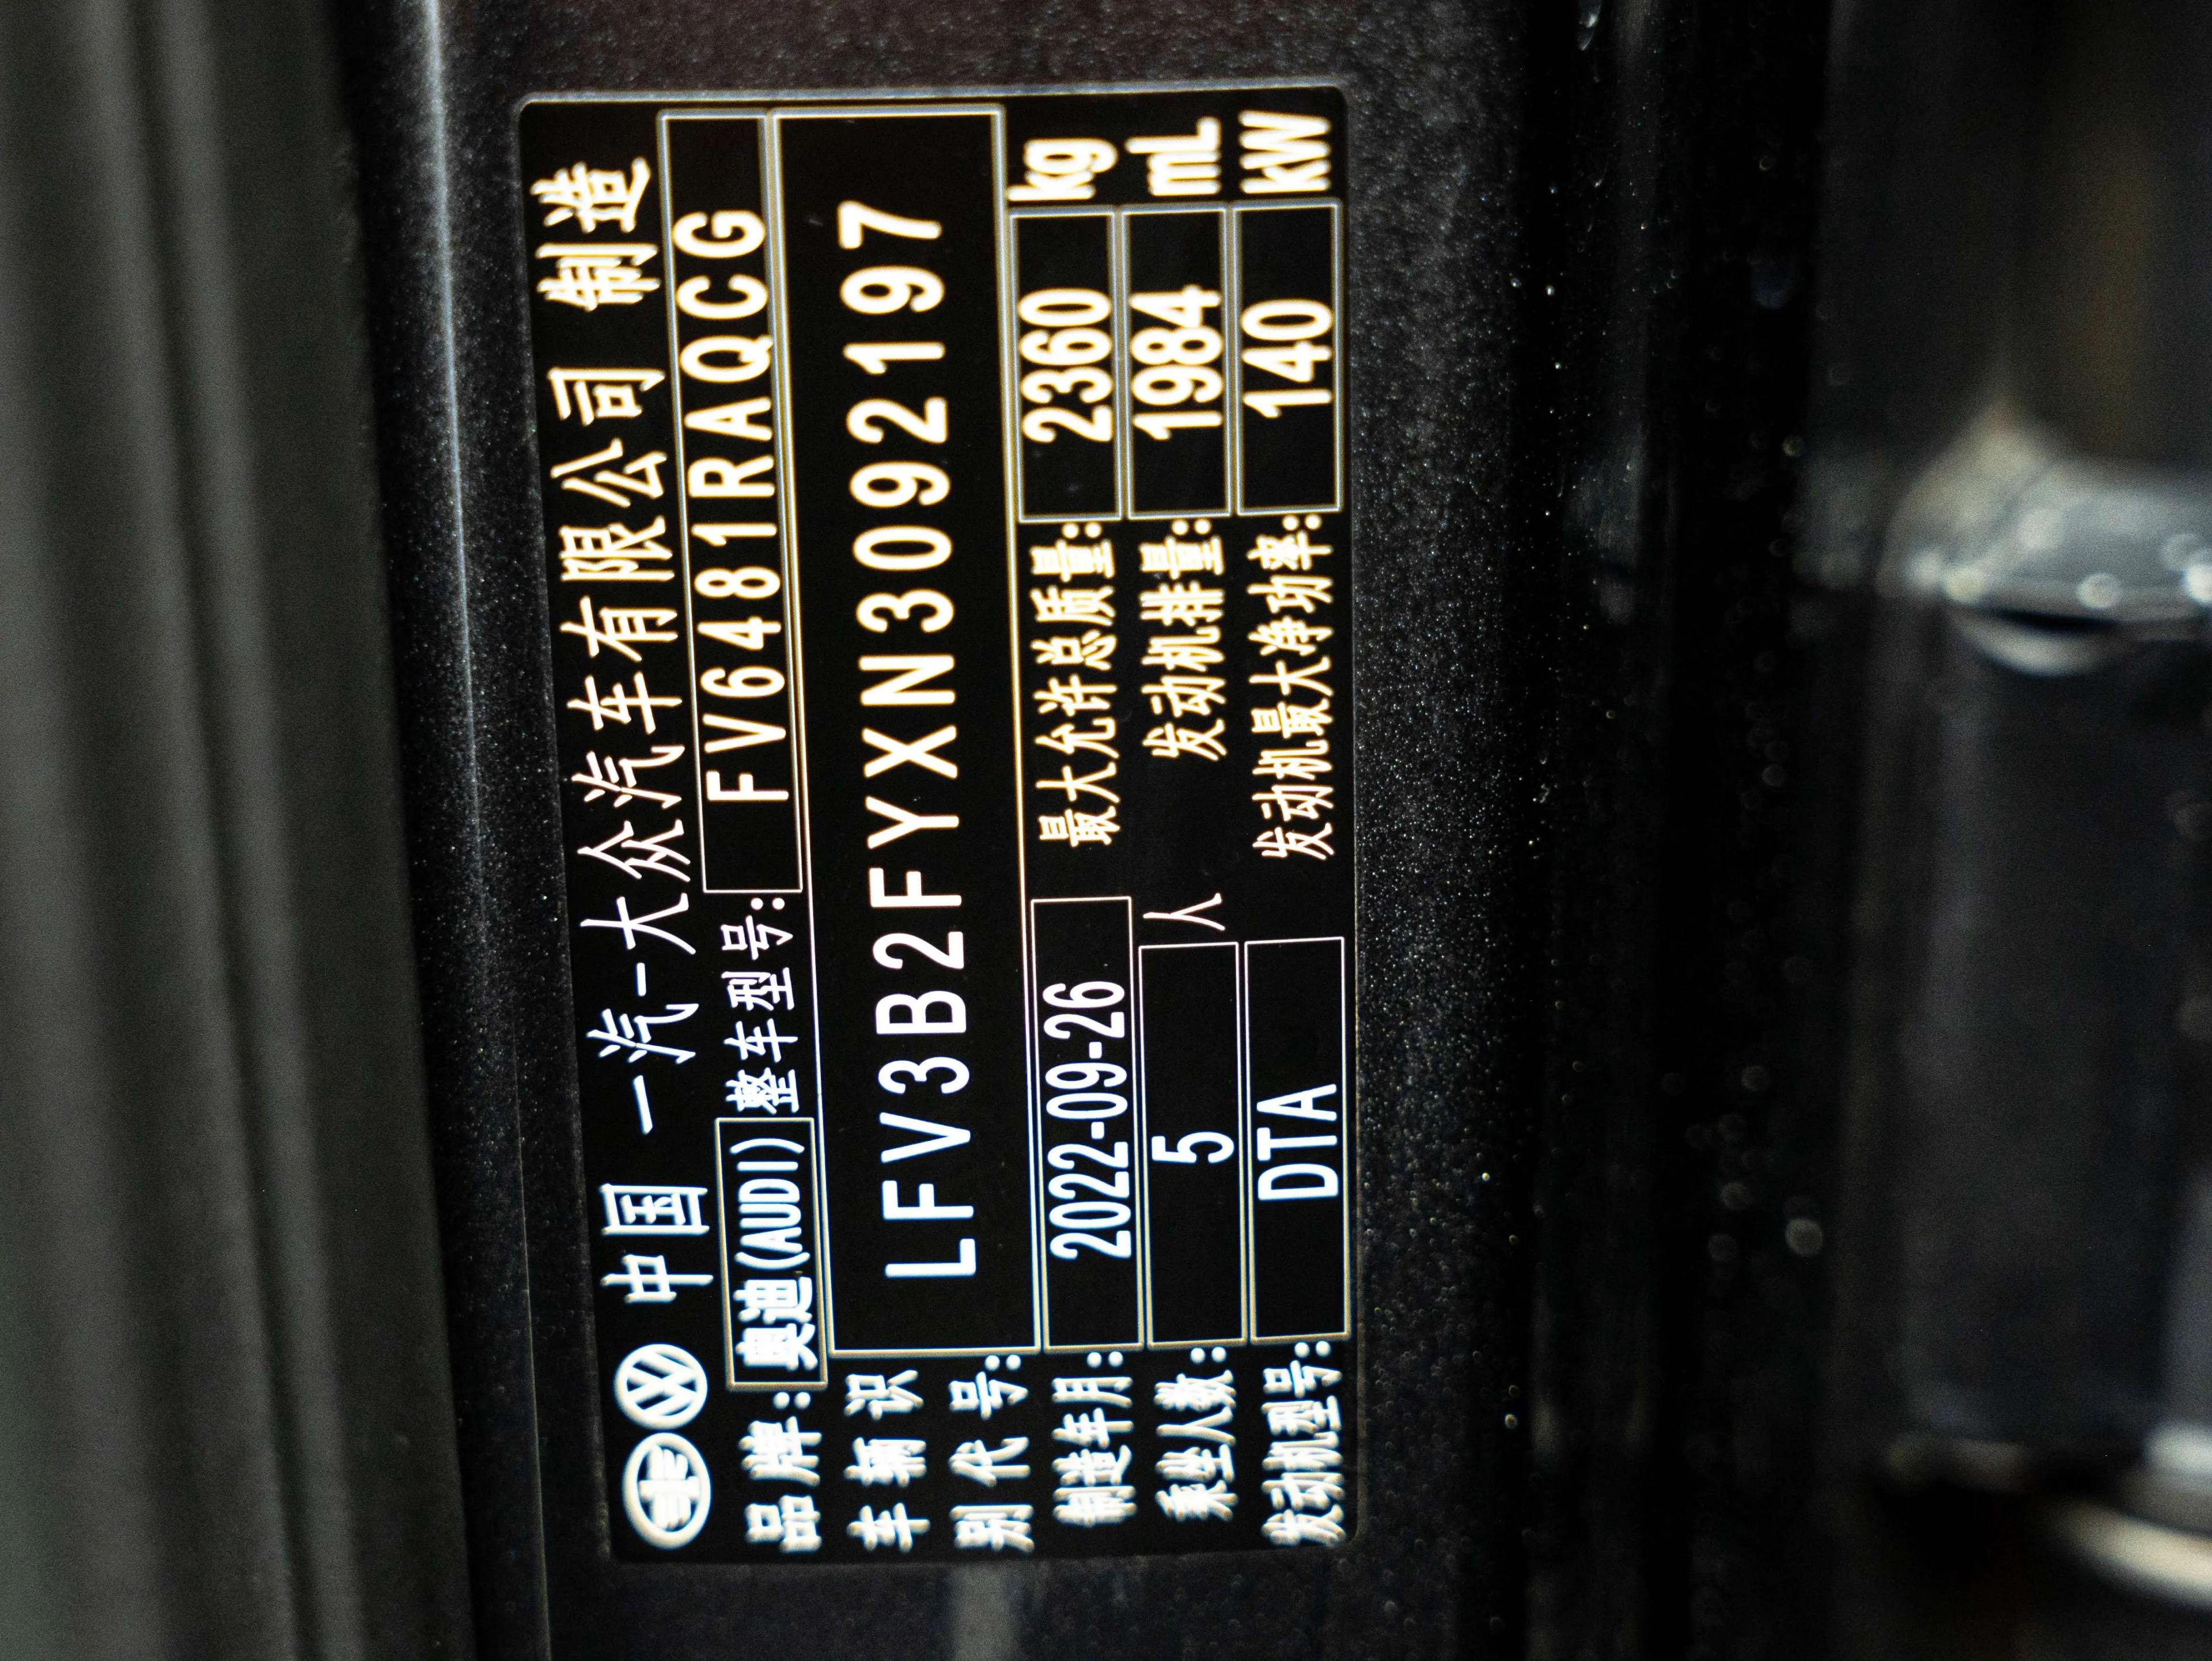 中国 一汽-大众汽车有限公司 制造
品牌: 奥迪(AUDI) 整车型号: FV6481RAQCG
车辆识别代号: LFV3B2FYXN3092197
制造年月: 2022-09-26 最大允许总质量: 2360 kg
乘坐人数: 5 人 发动机排量: 1984 mL
发动机型号: DTA 发动机最大净功率: 140 kW